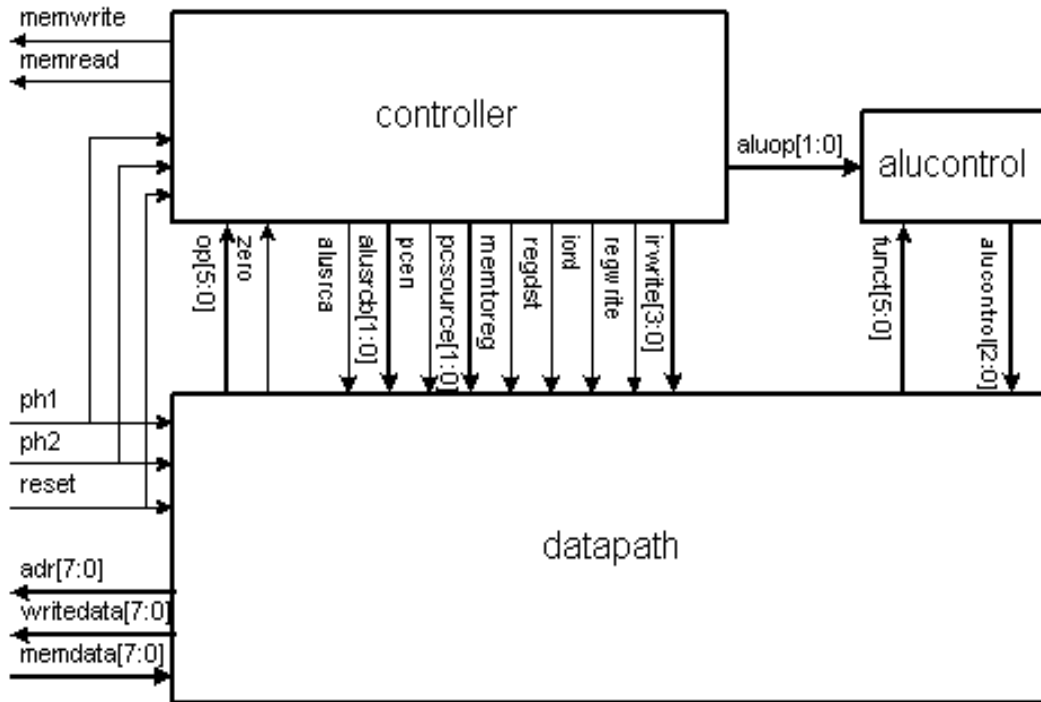 memwrite
memread
controller
aluop[1:0]
alucontrol
op[5:0]
zero
alusrca
alusrcb[1:0]
pcen
pcsource[1:0]
memtoreg
regdst
iord
regwrite
irwrite[3:0]
funct[5:0]
alucontrol[2:0]
ph1
ph2
reset
datapath
adr[7:0]
writedata[7:0]
memdata[7:0]